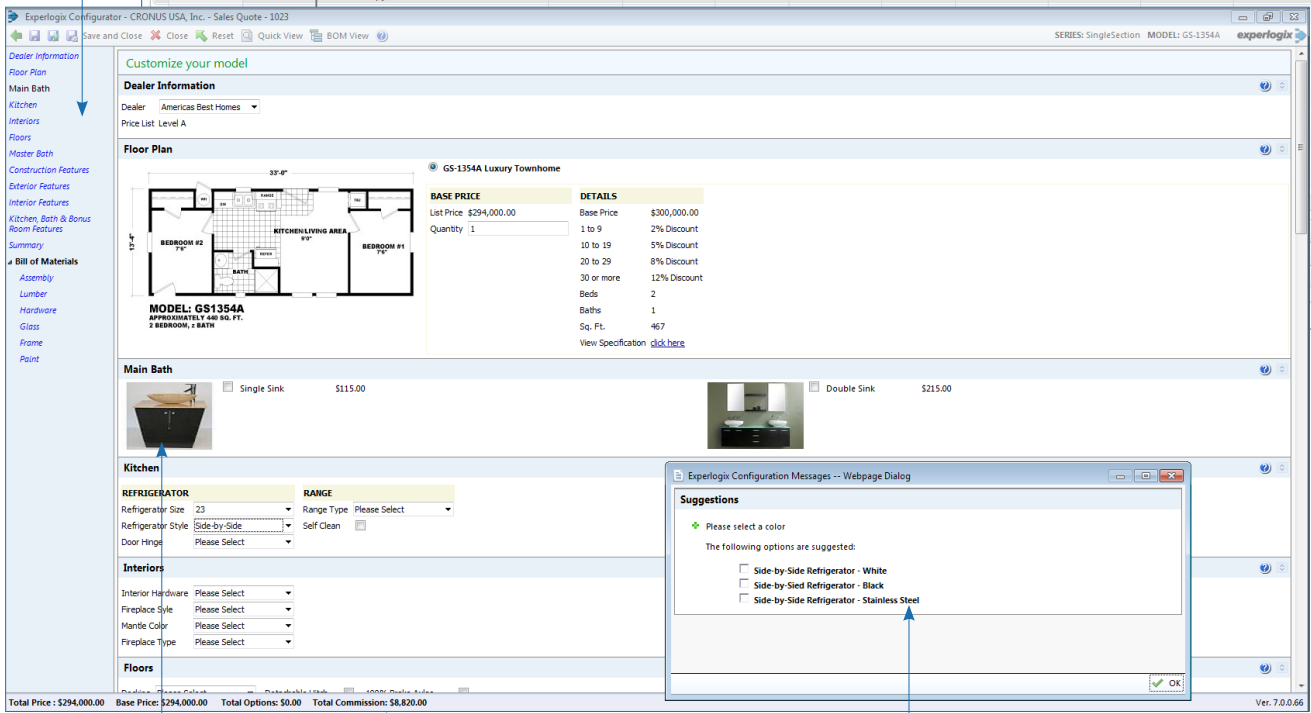 Experlogix Configurator - CRONUS USA, Inc. - Sales Quote - 1023
Save and Close Close Reset Quick View BOM View
SERIES: SingleSection MODEL: GS-1354A experlogix
Dealer Information
Floor Plan
Main Bath
Kitchen
Interiors
Floors
Master Bath
Construction Features
Exterior Features
Interior Features
Kitchen, Bath & Bonus
Room Features
Summary
Bill of Materials
Assembly
Lumber
Hardware
Glass
Frame
Paint
Customize your model
Dealer Information
Dealer Americas Best Homes
Price List Level A
Floor Plan
33'-0"
13'-4"
WH
DW
RANGE
FAU
KITCHEN/LIVING AREA
9'0"
BEDROOM #2
7'6"
BEDROOM #1
7'6"
REFER
BATH
MODEL: GS1354A
APPROXIMATELY 440 SQ. FT.
2 BEDROOM, z BATH
GS-1354A Luxury Townhome
BASE PRICE
List Price $294,000.00
Quantity 1
DETAILS
Base Price $300,000.00
1 to 9 2% Discount
10 to 19 5% Discount
20 to 29 8% Discount
30 or more 12% Discount
Beds 2
Baths 1
Sq. Ft. 467
View Specification click here
Main Bath
Single Sink $115.00
Double Sink $215.00
Kitchen
REFRIGERATOR
Refrigerator Size 23
Refrigerator Style Side-by-Side
Door Hinge Please Select
RANGE
Range Type Please Select
Self Clean
Interiors
Interior Hardware Please Select
Fireplace Syle Please Select
Mantle Color Please Select
Fireplace Type Please Select
Floors
Experlogix Configuration Messages -- Webpage Dialog
Suggestions
Please select a color
The following options are suggested:
Side-by-Side Refrigerator - White
Side-by-Sied Refrigerator - Black
Side-by-Side Refrigerator - Stainless Steel
OK
Total Price : $294,000.00 Base Price: $294,000.00 Total Options: $0.00 Total Commission: $8,820.00
Ver. 7.0.0.66